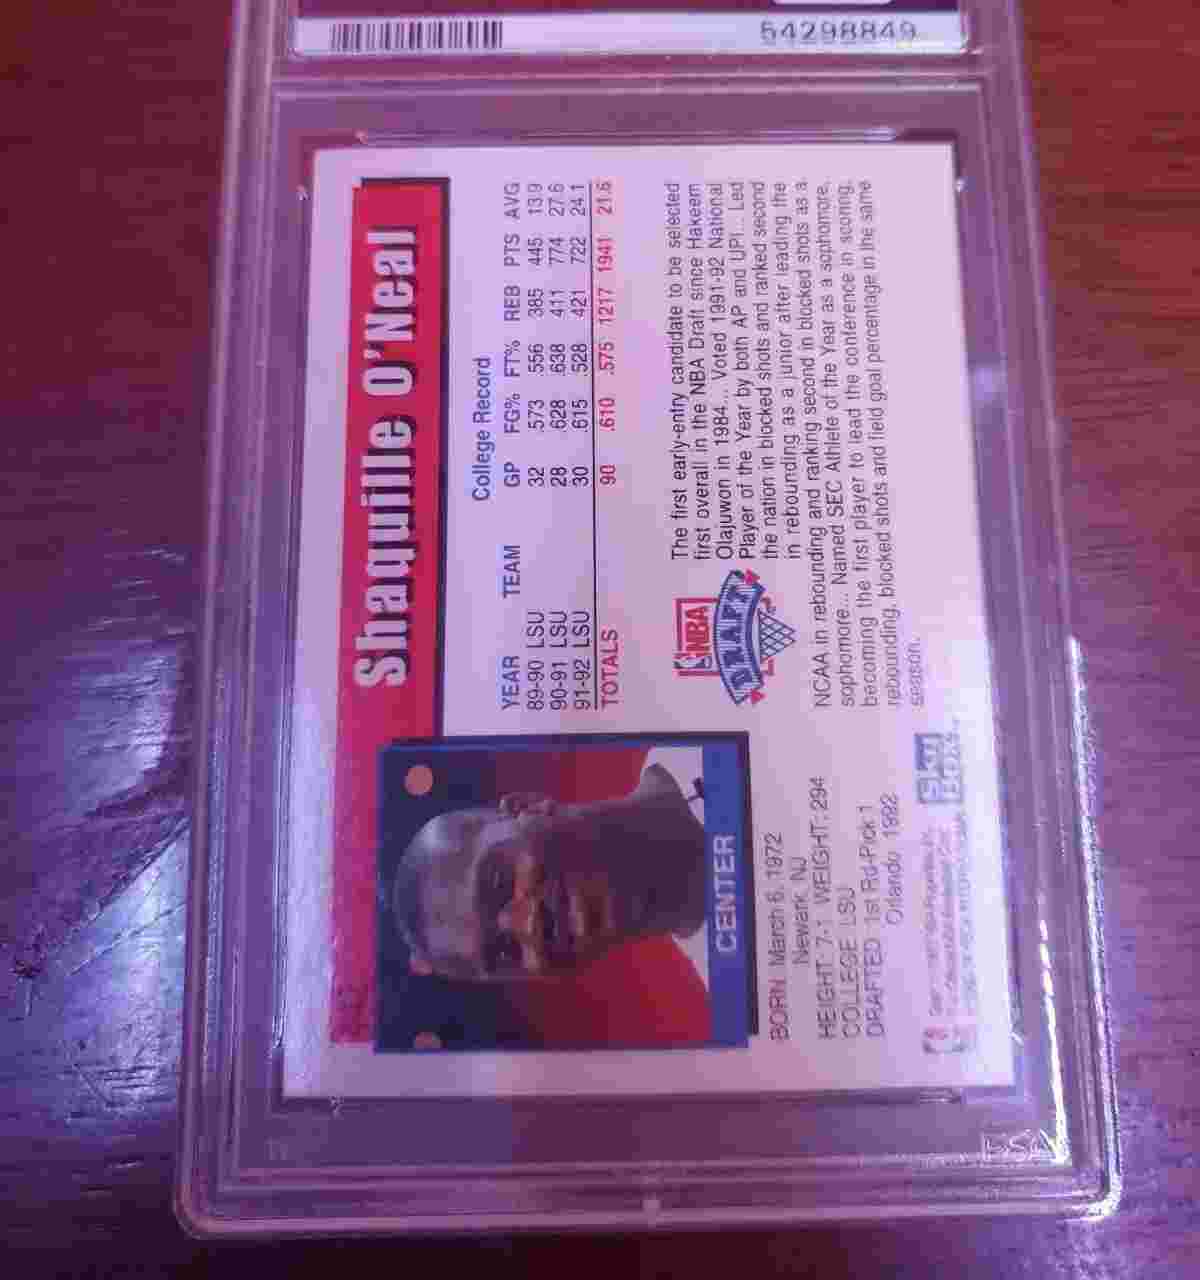 54298849
Shaquille O'Neal
College Record
YEAR TEAM GP FG% FT% REB PTS AVG
89-90 LSU 32 .573 .556 385 445 13.9
90-91 LSU 28 .628 .638 411 774 27.6
91-92 LSU 30 .615 .528 421 722 24.1
TOTALS 90 .610 .575 1217 1941 21.6
NBA
DRAFT
The first early-entry candidate to be selected
first overall in the NBA Draft since Hakeem
Olajuwon in 1984... Voted 1991-92 National
Player of the Year by both AP and UPI... Led
the nation in blocked shots and ranked second
in rebounding as a junior after leading the
NCAA in rebounding and ranking second in blocked shots as a
sophomore... Named SEC Athlete of the Year as a sophomore,
becoming the first player to lead the conference in scoring,
rebounding, blocked shots and field goal percentage in the same
season.
CENTER
BORN: March 6, 1972
Newark, NJ
HEIGHT: 7-1 WEIGHT: 294
COLLEGE: LSU
DRAFTED: 1st Rd-Pick 1
Orlando 1992
SkyBox
PSA